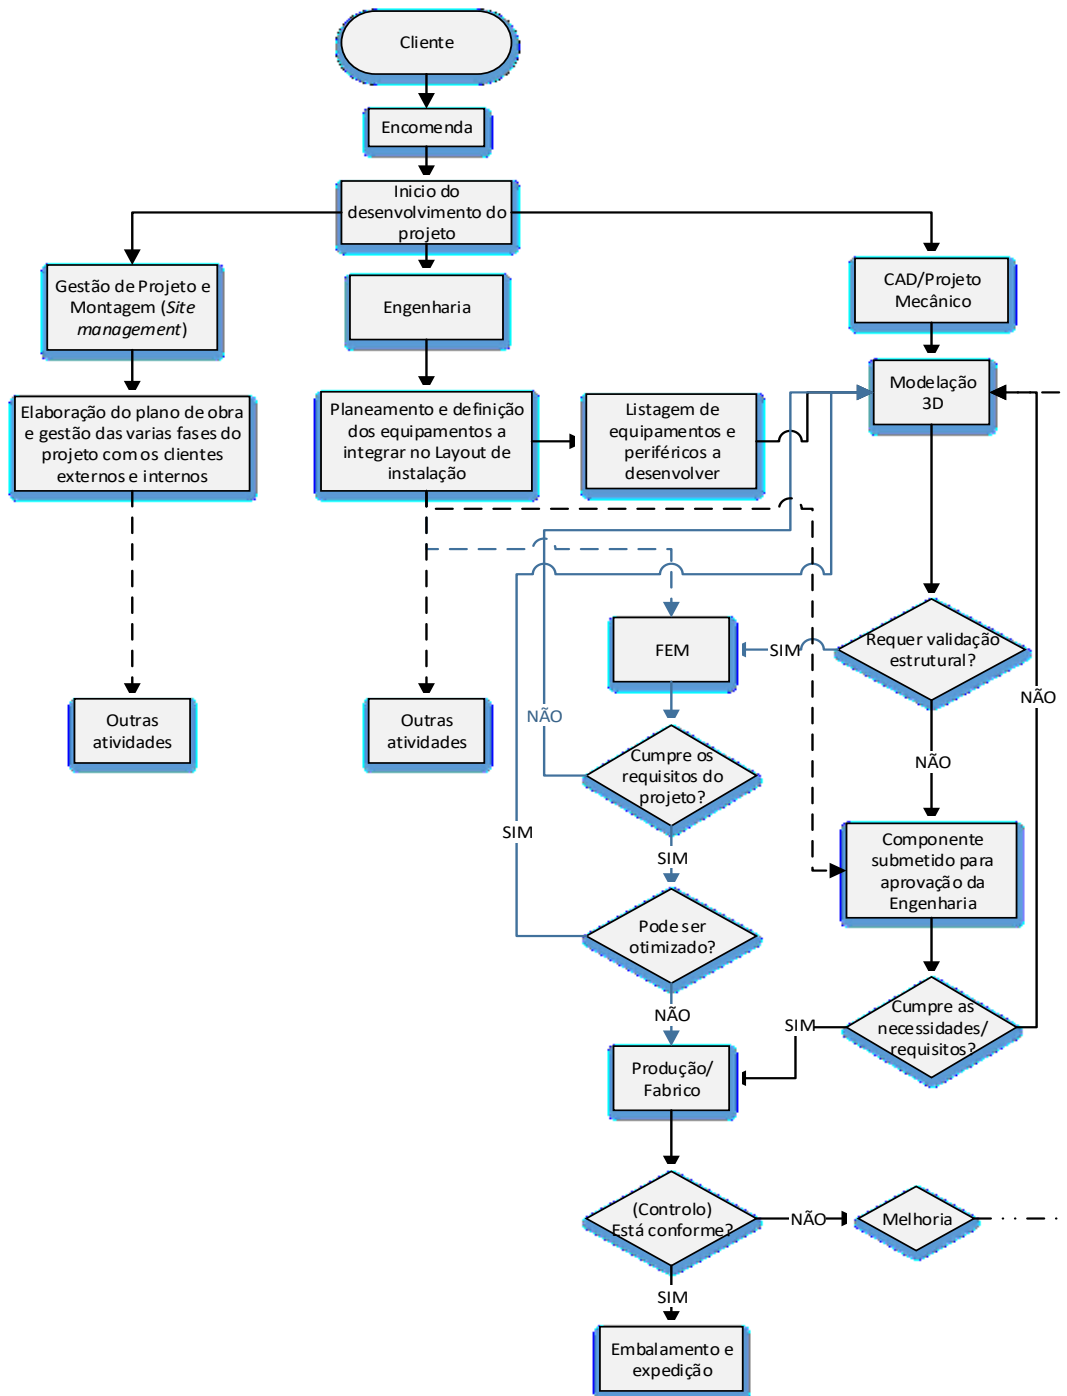 Cliente
Encomenda
Inicio do
desenvolvimento do
projeto
Gestão de Projeto e
Montagem (Site
management)
Engenharia
CAD/Projeto
Mecânico
Elaboração do plano de obra
e gestão das varias fases do
projeto com os clientes
externos e internos
Planeamento e definição
dos equipamentos a
integrar no Layout de
instalação
Listagem de
equipamentos e
periféricos a
desenvolver
Modelação
3D
Requer validação
estrutural?
SIM
FEM
NÃO
NÃO
Outras
atividades
Outras
atividades
Cumpre os
requisitos do
projeto?
NÃO
SIM
SIM
Componente
submetido para
aprovação da
Engenharia
Pode ser
otimizado?
NÃO
SIM
Cumpre as
necessidades/
requisitos?
Produção/
Fabrico
(Controlo)
Está conforme?
NÃO
Melhoria
SIM
Embalamento e
expedição